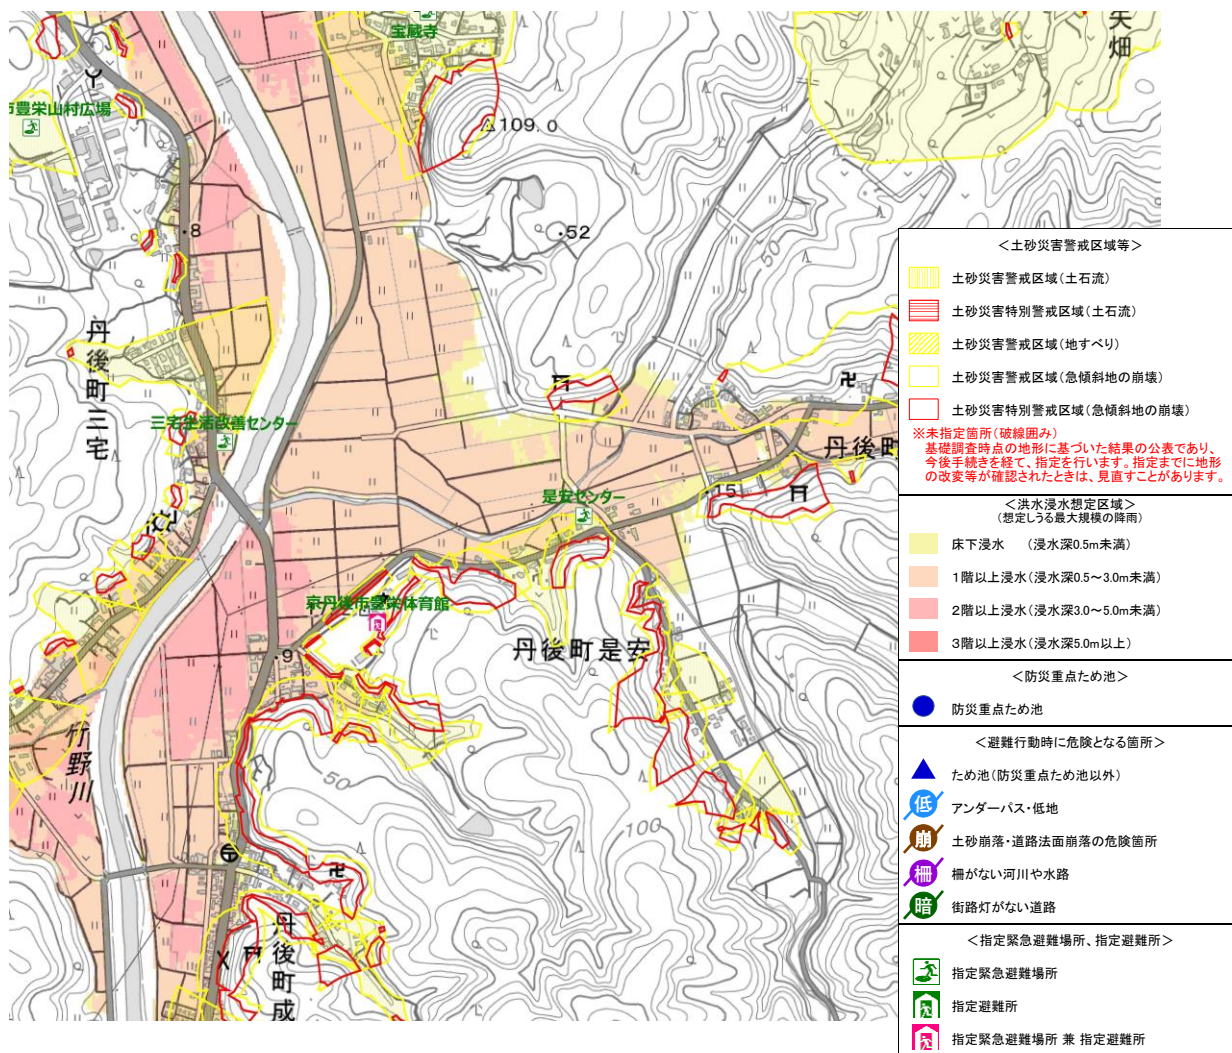 宝蔵寺
矢畑
市豊栄山村広場
109.0
52
8
丹後町三宅
三宅生活改善センター
丹後町
是安センター
15
京丹後市豊栄体育館
丹後町是安
9
竹野川
50
50
100
丹後町成
＜土砂災害警戒区域等＞
土砂災害警戒区域（土石流）
土砂災害特別警戒区域（土石流）
土砂災害警戒区域（地すべり）
土砂災害警戒区域（急傾斜地の崩壊）
土砂災害特別警戒区域（急傾斜地の崩壊）
※未指定箇所（破線囲み）
基礎調査時点の地形に基づいた結果の公表であり、
今後手続きを経て、指定を行います。指定までに地形
の改変等が確認されたときは、見直すことがあります。
＜洪水浸水想定区域＞
（想定しうる最大規模の降雨）
床下浸水　（浸水深0.5m未満）
1階以上浸水（浸水深0.5～3.0m未満）
2階以上浸水（浸水深3.0～5.0m未満）
3階以上浸水（浸水深5.0m以上）
＜防災重点ため池＞
防災重点ため池
＜避難行動時に危険となる箇所＞
ため池（防災重点ため池以外）
低 アンダーパス・低地
崩 土砂崩落・道路法面崩落の危険箇所
柵 柵がない河川や水路
暗 街路灯がない道路
＜指定緊急避難場所、指定避難所＞
指定緊急避難場所
指定避難所
指定緊急避難場所 兼 指定避難所